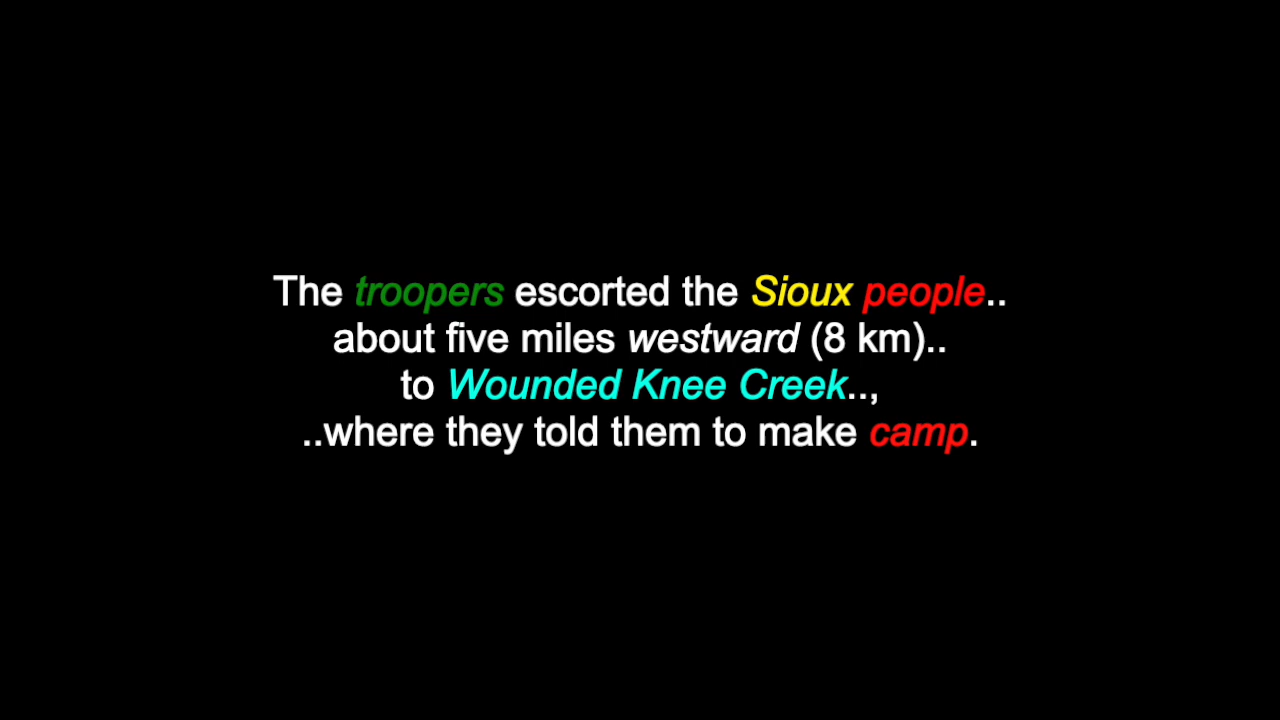 The troopers escorted the Sioux people..
about five miles westward (8 km)..
to Wounded Knee Creek..,
..where they told them to make camp.